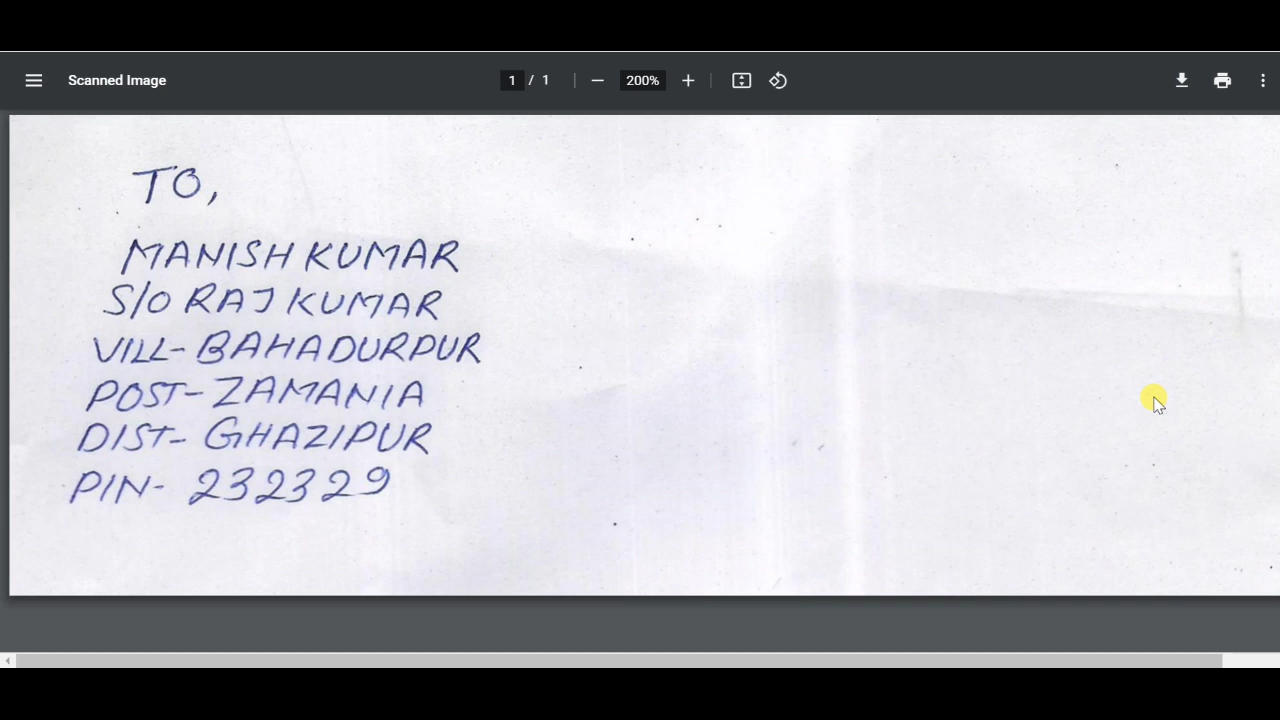 Scanned Image
1 / 1
200%
TO,
MANISH KUMAR
S/O RAJ KUMAR
VILL- BAHADURPUR
POST- ZAMANIA
DIST- GHAZIPUR
PIN- 232329